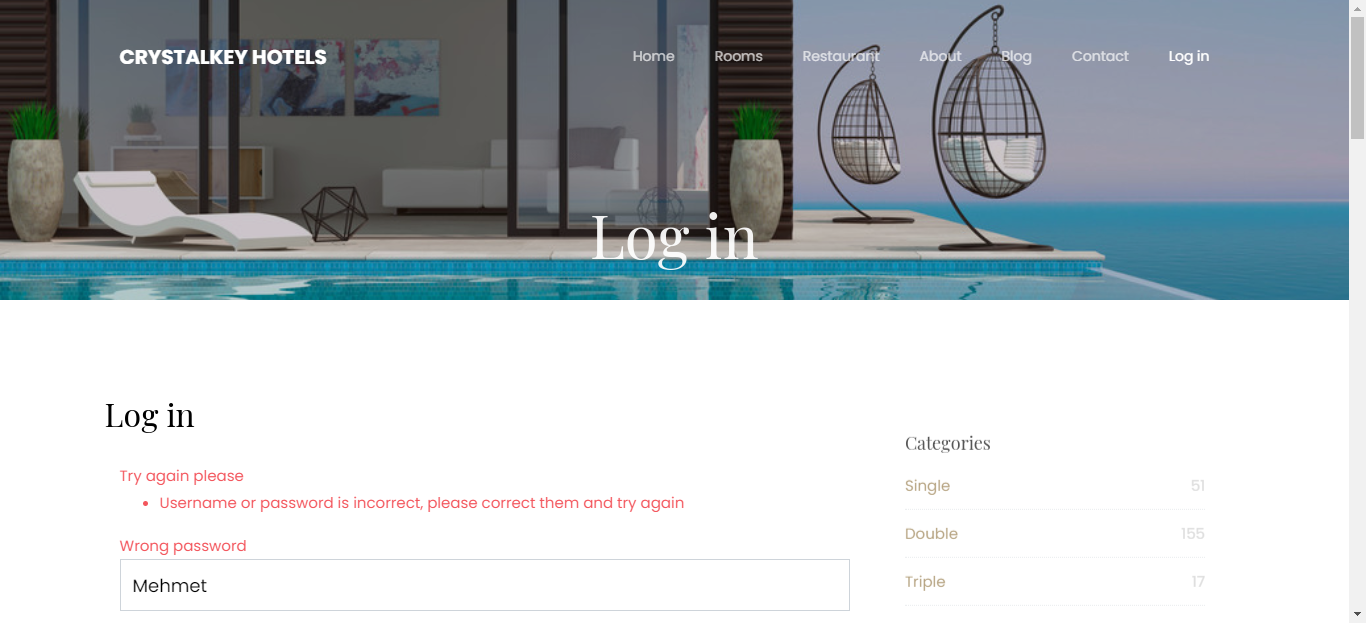 CRYSTALKEY HOTELS
Home Rooms Restaurant About Blog Contact Log in
Log in
Log in
Try again please
Username or password is incorrect, please correct them and try again
Wrong password
Mehmet
Categories
Single 51
Double 155
Triple 17